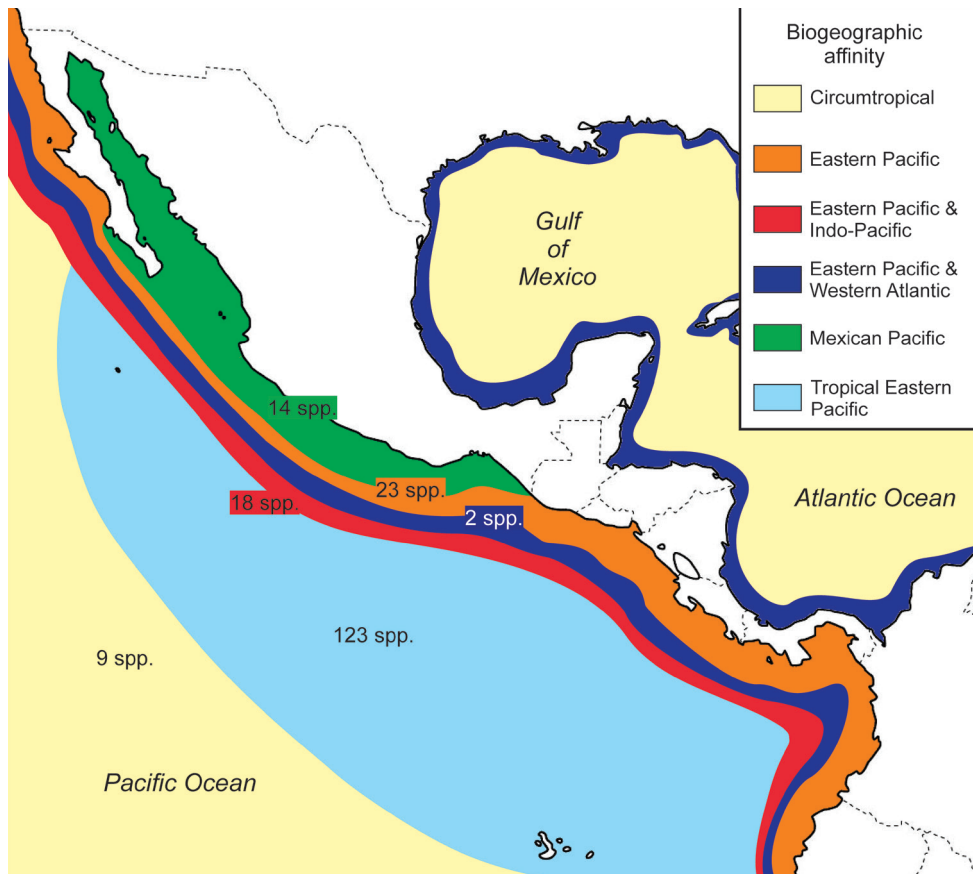 Biogeographic
affinity
Circumtropical
Eastern Pacific
Eastern Pacific &
Indo-Pacific
Eastern Pacific &
Western Atlantic
Mexican Pacific
Tropical Eastern
Pacific
Gulf
of
Mexico
14 spp.
23 spp.
18 spp.
2 spp.
Atlantic Ocean
123 spp.
9 spp.
Pacific Ocean